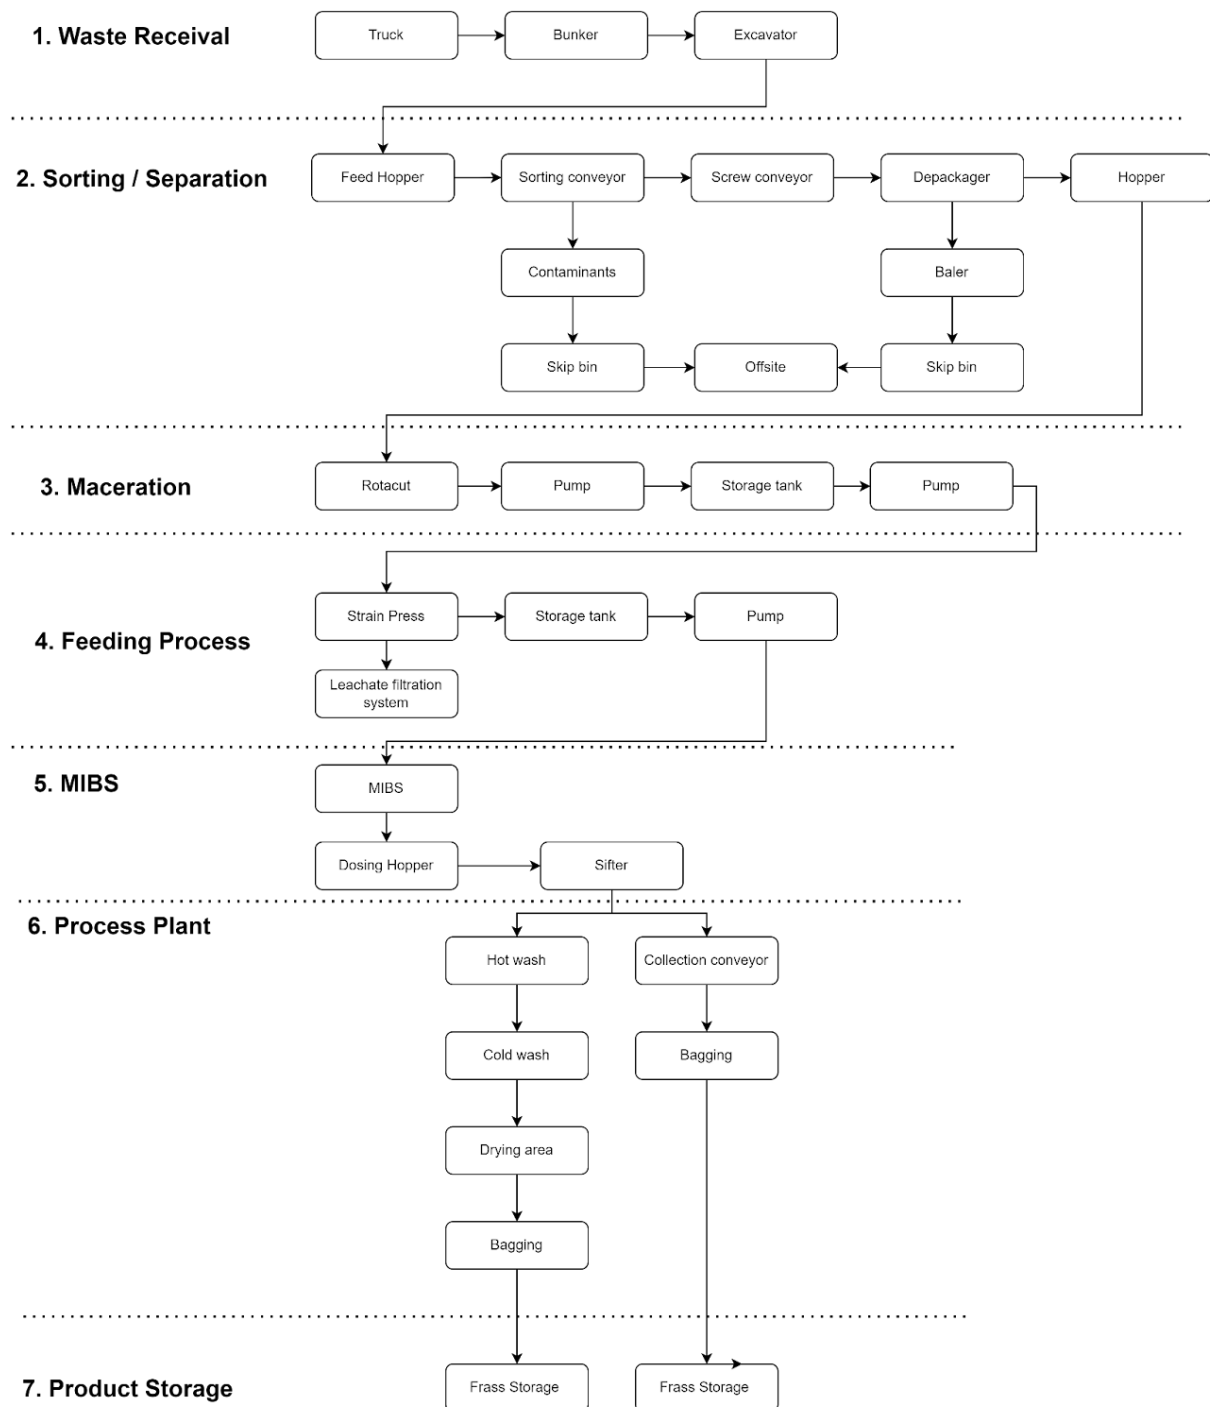 1. Waste Receival
Truck
Bunker
Excavator
2. Sorting / Separation
Feed Hopper
Sorting conveyor
Screw conveyor
Depackager
Hopper
Contaminants
Baler
Skip bin
Offsite
Skip bin
3. Maceration
Rotacut
Pump
Storage tank
Pump
4. Feeding Process
Strain Press
Storage tank
Pump
Leachate filtration
system
5. MIBS
MIBS
Dosing Hopper
Sifter
6. Process Plant
Hot wash
Collection conveyor
Cold wash
Bagging
Drying area
Bagging
7. Product Storage
Frass Storage
Frass Storage